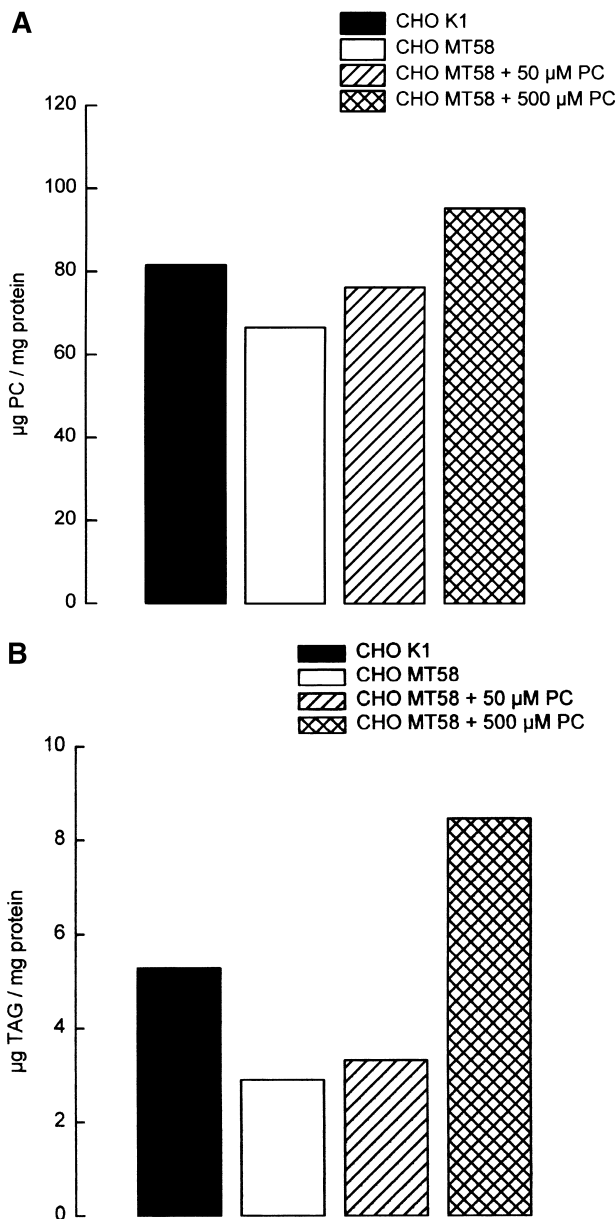 A
CHO K1
CHO MT58
CHO MT58 + 50 µM PC
CHO MT58 + 500 µM PC
120
100
80
60
40
20
0
µg PC / mg protein
B
CHO K1
CHO MT58
CHO MT58 + 50 µM PC
CHO MT58 + 500 µM PC
10
8
6
4
2
0
µg TAG / mg protein